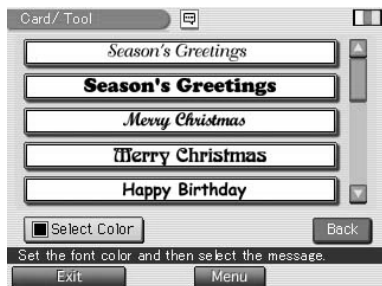 Card/ Tool
Season's Greetings
Season's Greetings
Merry Christmas
Merry Christmas
Happy Birthday
Select Color
Back
Set the font color and then select the message.
Exit
Menu